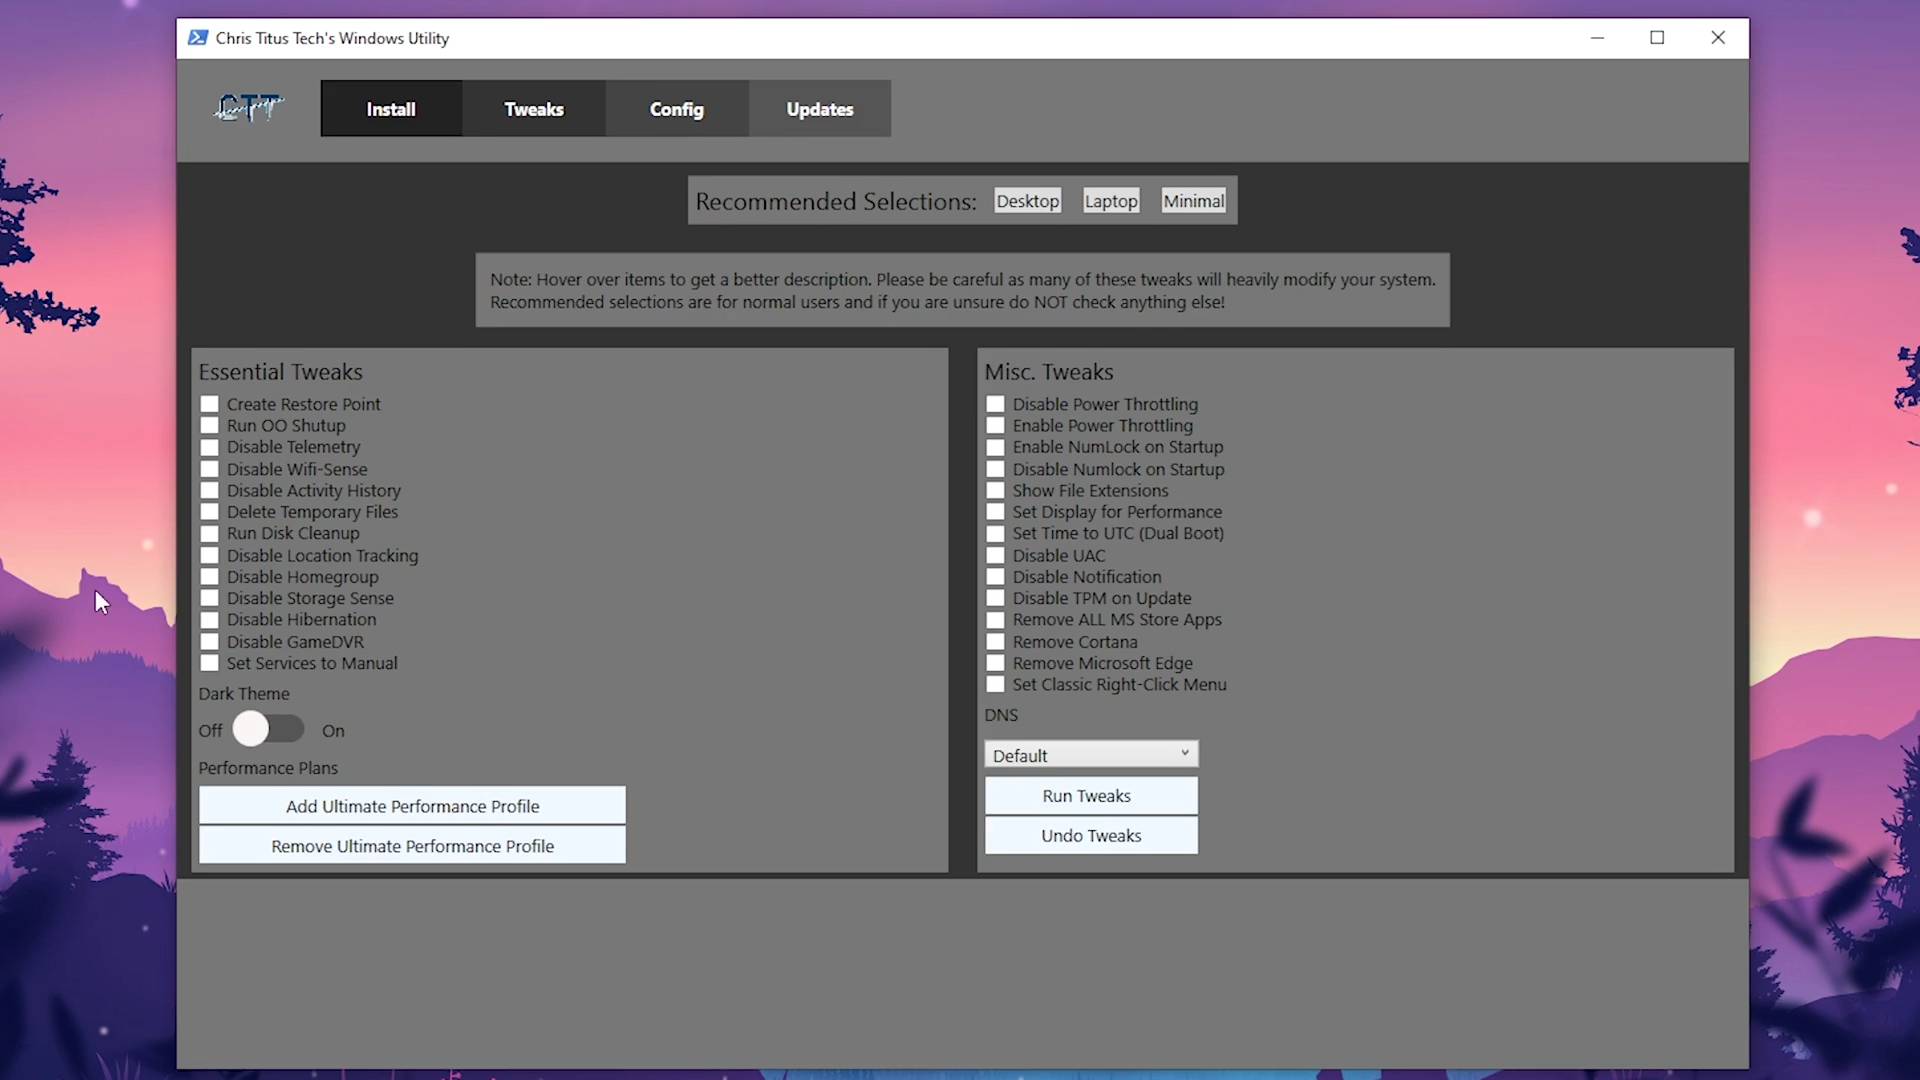 Chris Titus Tech's Windows Utility
CTT
Install
Tweaks
Config
Updates
Recommended Selections:
Desktop
Laptop
Minimal
Note: Hover over items to get a better description. Please be careful as many of these tweaks will heavily modify your system.
Recommended selections are for normal users and if you are unsure do NOT check anything else!
Essential Tweaks
Create Restore Point
Run OO Shutup
Disable Telemetry
Disable Wifi-Sense
Disable Activity History
Delete Temporary Files
Run Disk Cleanup
Disable Location Tracking
Disable Homegroup
Disable Storage Sense
Disable Hibernation
Disable GameDVR
Set Services to Manual
Dark Theme
Off
On
Performance Plans
Add Ultimate Performance Profile
Remove Ultimate Performance Profile
Misc. Tweaks
Disable Power Throttling
Enable Power Throttling
Enable NumLock on Startup
Disable Numlock on Startup
Show File Extensions
Set Display for Performance
Set Time to UTC (Dual Boot)
Disable UAC
Disable Notification
Disable TPM on Update
Remove ALL MS Store Apps
Remove Cortana
Remove Microsoft Edge
Set Classic Right-Click Menu
DNS
Default
Run Tweaks
Undo Tweaks